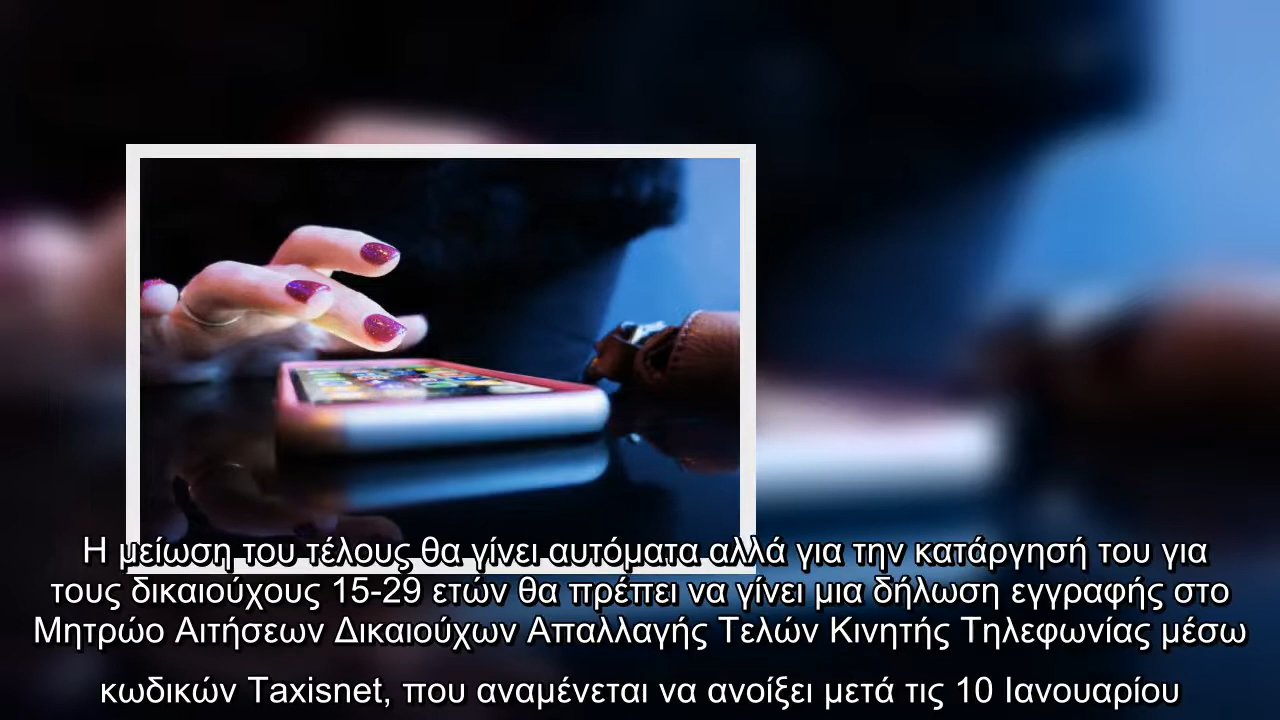 Η μείωση του τέλους θα γίνει αυτόματα αλλά για την κατάργησή του για
τους δικαιούχους 15-29 ετών θα πρέπει να γίνει μια δήλωση εγγραφής στο
Μητρώο Αιτήσεων Δικαιούχων Απαλλαγής Τελών Κινητής Τηλεφωνίας μέσω
κωδικών Taxisnet, που αναμένεται να ανοίξει μετά τις 10 Ιανουαρίου